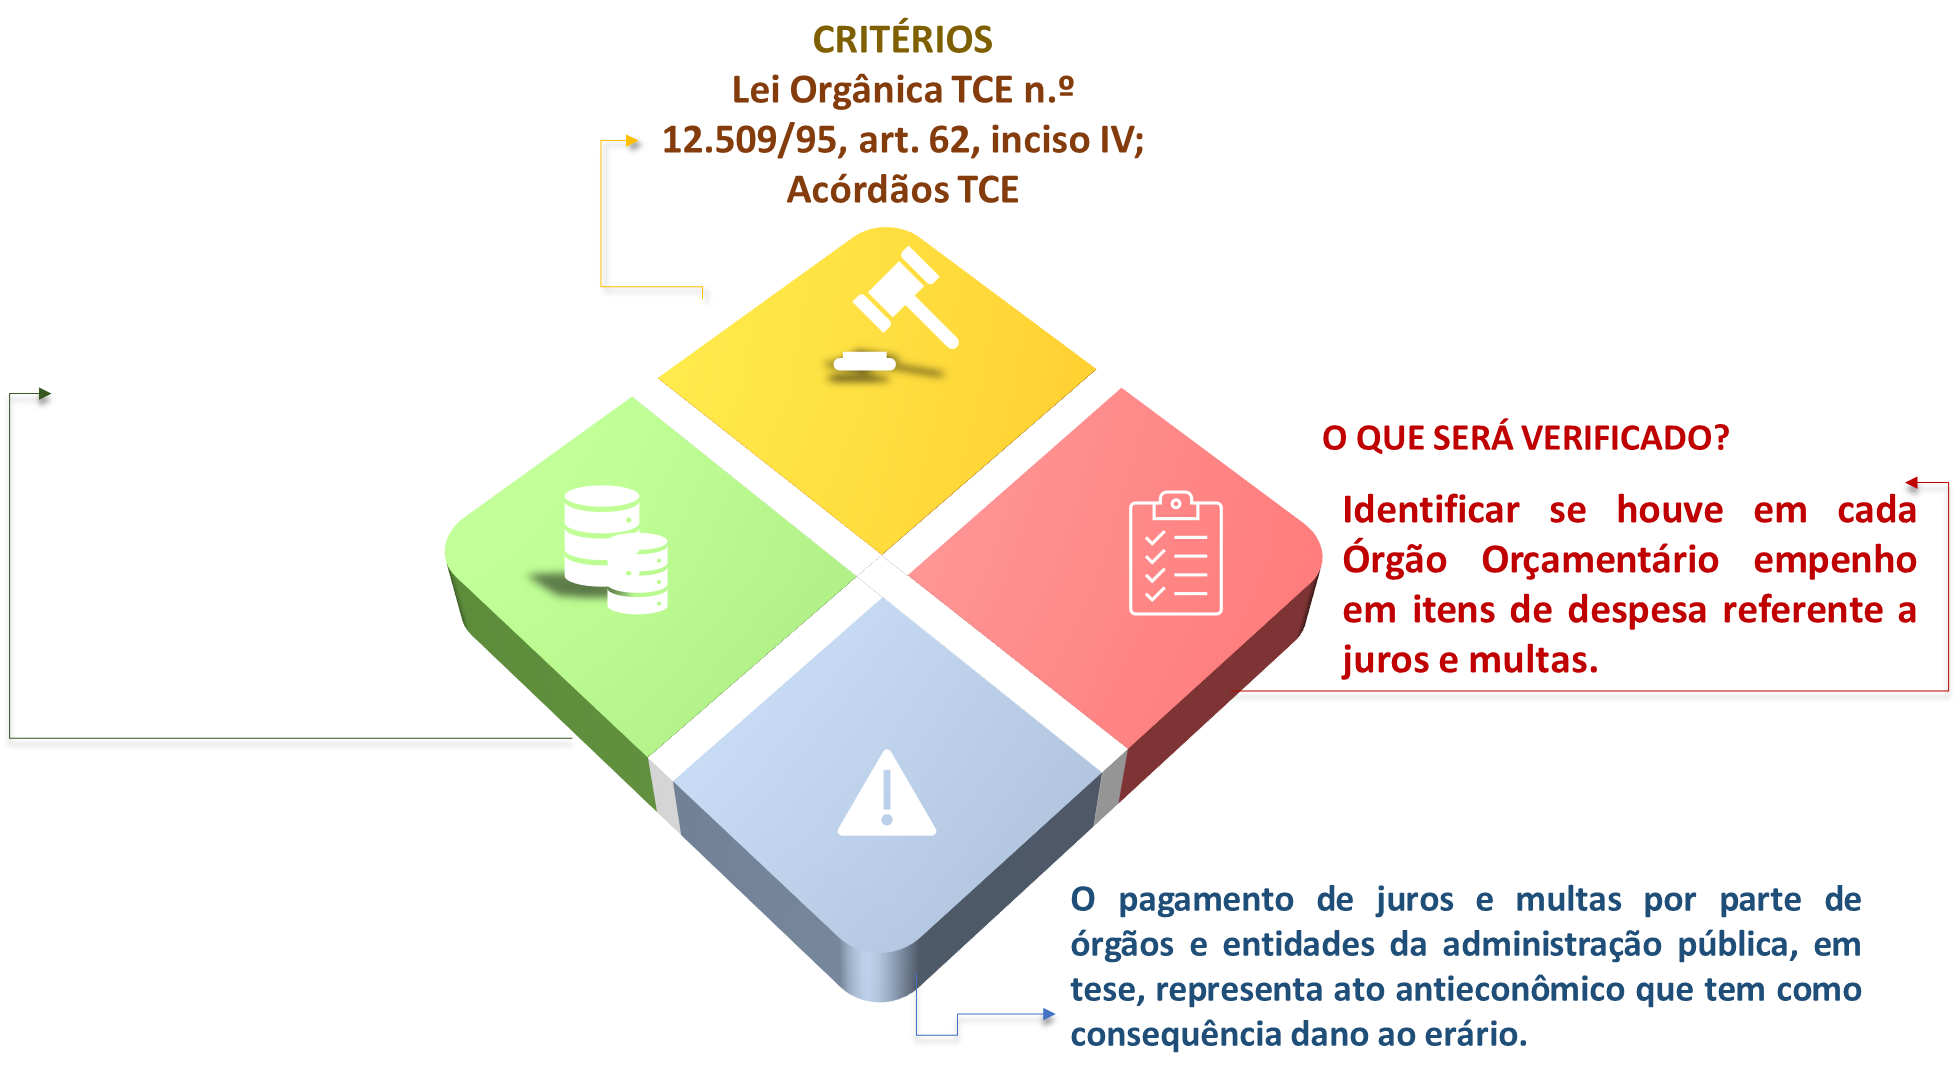 CRITÉRIOS
Lei Orgânica TCE n.º
12.509/95, art. 62, inciso IV;
Acórdãos TCE
O QUE SERÁ VERIFICADO?
Identificar se houve em cada
Órgão Orçamentário empenho
em itens de despesa referente a
juros e multas.
O pagamento de juros e multas por parte de
órgãos e entidades da administração pública, em
tese, representa ato antieconômico que tem como
consequência dano ao erário.